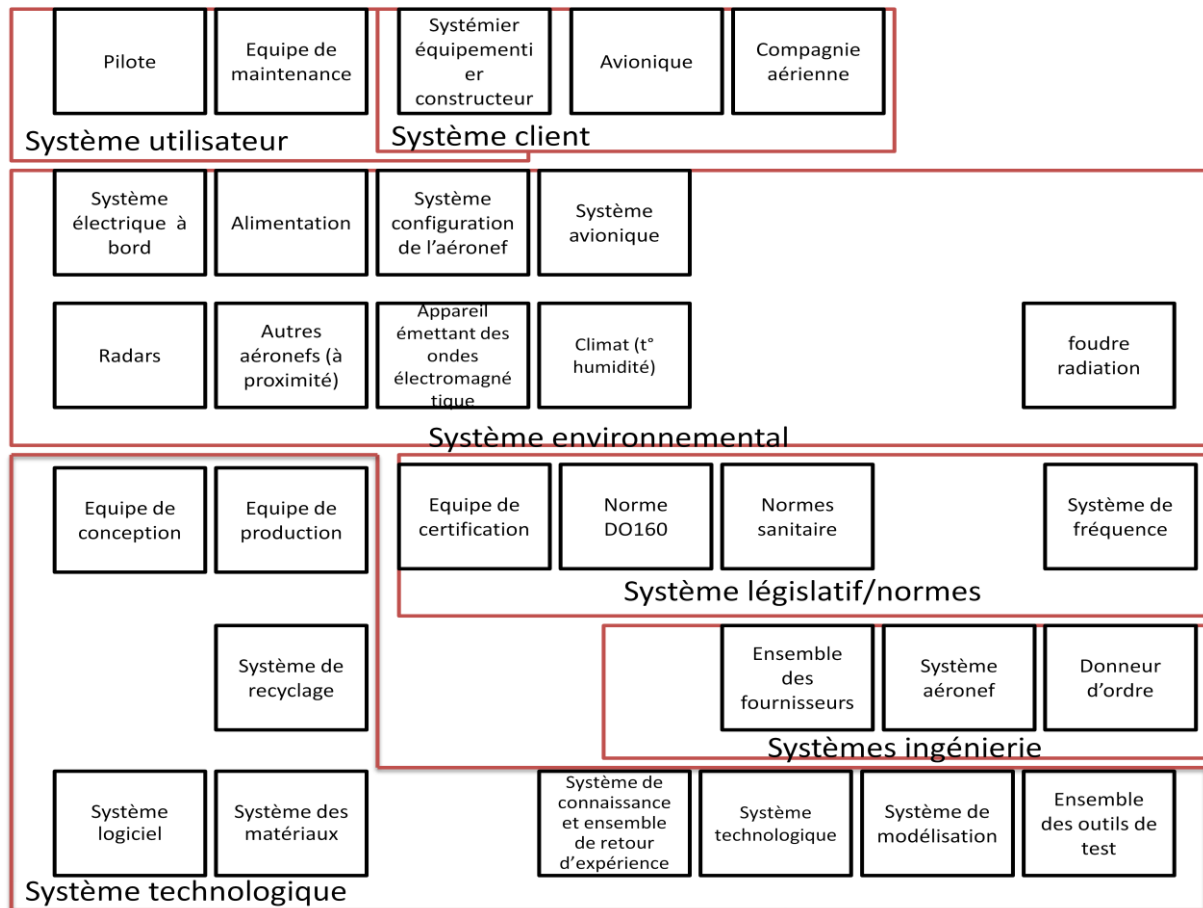 Pilote
Equipe de
maintenance
Systémier
équipementi
er
constructeur
Avionique
Compagnie
aérienne
Système utilisateur
Système client
Système
électrique à
bord
Alimentation
Système
configuration
de l'aéronef
Système
avionique
Radars
Autres
aéronefs (à
proximité)
Appareil
émettant des
ondes
électromagné
tique
Climat (t°
humidité)
foudre
radiation
Système environnemental
Equipe de
conception
Equipe de
production
Equipe de
certification
Norme
DO160
Normes
sanitaire
Système de
fréquence
Système législatif/normes
Système de
recyclage
Ensemble
des
fournisseurs
Système
aéronef
Donneur
d'ordre
Systèmes ingénierie
Système
logiciel
Système des
matériaux
Système de
connaissance
et ensemble
de retour
d'expérience
Système
technologique
Système de
modélisation
Ensemble
des outils de
test
Système technologique